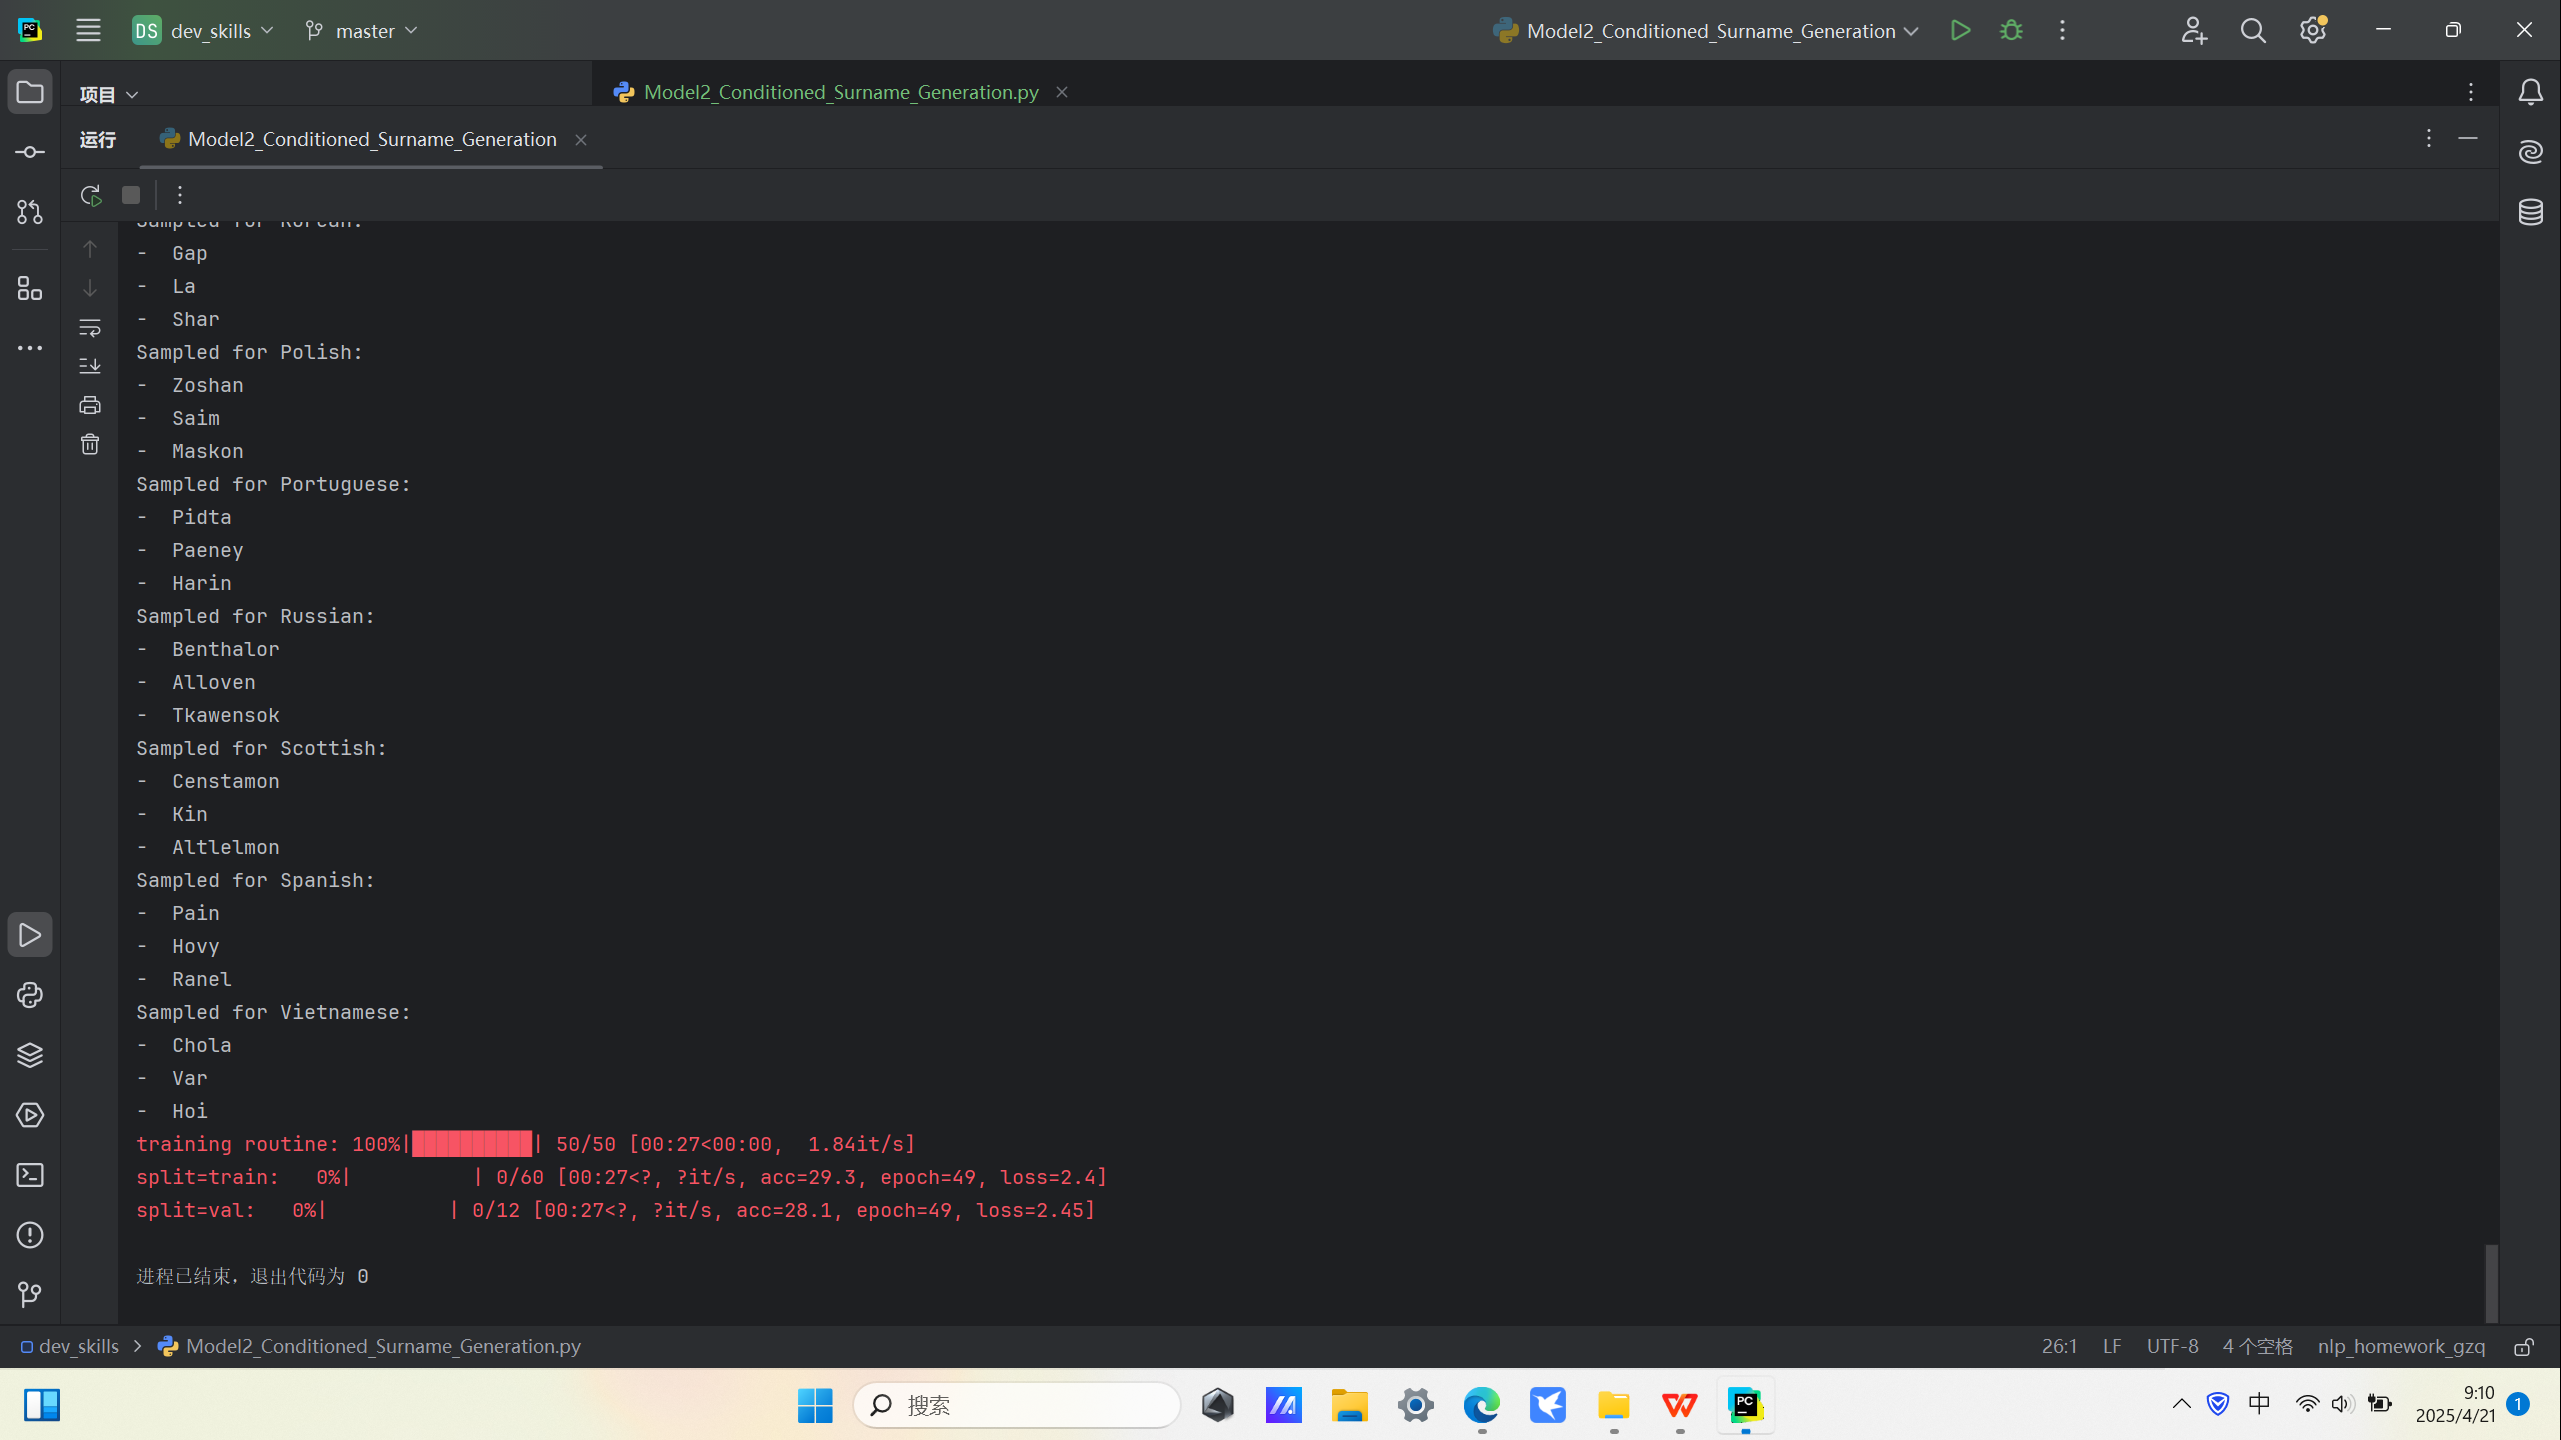 DS dev_skills master Model2_Conditioned_Surname_Generation
项目 Model2_Conditioned_Surname_Generation.py
运行 Model2_Conditioned_Surname_Generation
Sampled for Korean:
- Gap
- La
- Shar
Sampled for Polish:
- Zoshan
- Saim
- Maskon
Sampled for Portuguese:
- Pidta
- Paeney
- Harin
Sampled for Russian:
- Benthalor
- Alloven
- Tkawensok
Sampled for Scottish:
- Censtamon
- Kin
- Altlelmon
Sampled for Spanish:
- Pain
- Hovy
- Ranel
Sampled for Vietnamese:
- Chola
- Var
- Hoi
training routine: 100%|██████████| 50/50 [00:27<00:00,  1.84it/s]
split=train:   0%|          | 0/60 [00:27<?, ?it/s, acc=29.3, epoch=49, loss=2.4]
split=val:   0%|          | 0/12 [00:27<?, ?it/s, acc=28.1, epoch=49, loss=2.45]
进程已结束，退出代码为 0
dev_skills > Model2_Conditioned_Surname_Generation.py 26:1 LF UTF-8 4 个空格 nlp_homework_gzq
搜索 中 9:10
2025/4/21 1